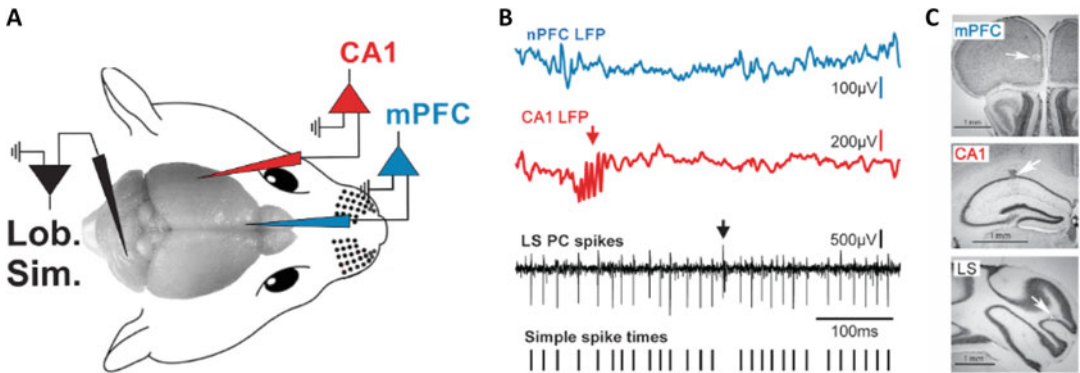 A
CA1
mPFC
Lob.
Sim.
B
nPFC LFP
100μV
CA1 LFP
200μV
LS PC spikes
500μV
100ms
Simple spike times
C
mPFC
1 mm
CA1
1 mm
LS
1 mm